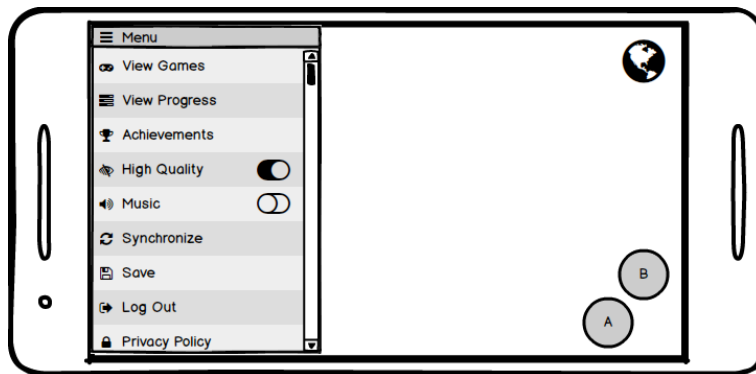 Menu
View Games
View Progress
Achievements
High Quality
Music
Synchronize
Save
Log Out
Privacy Policy
B
A